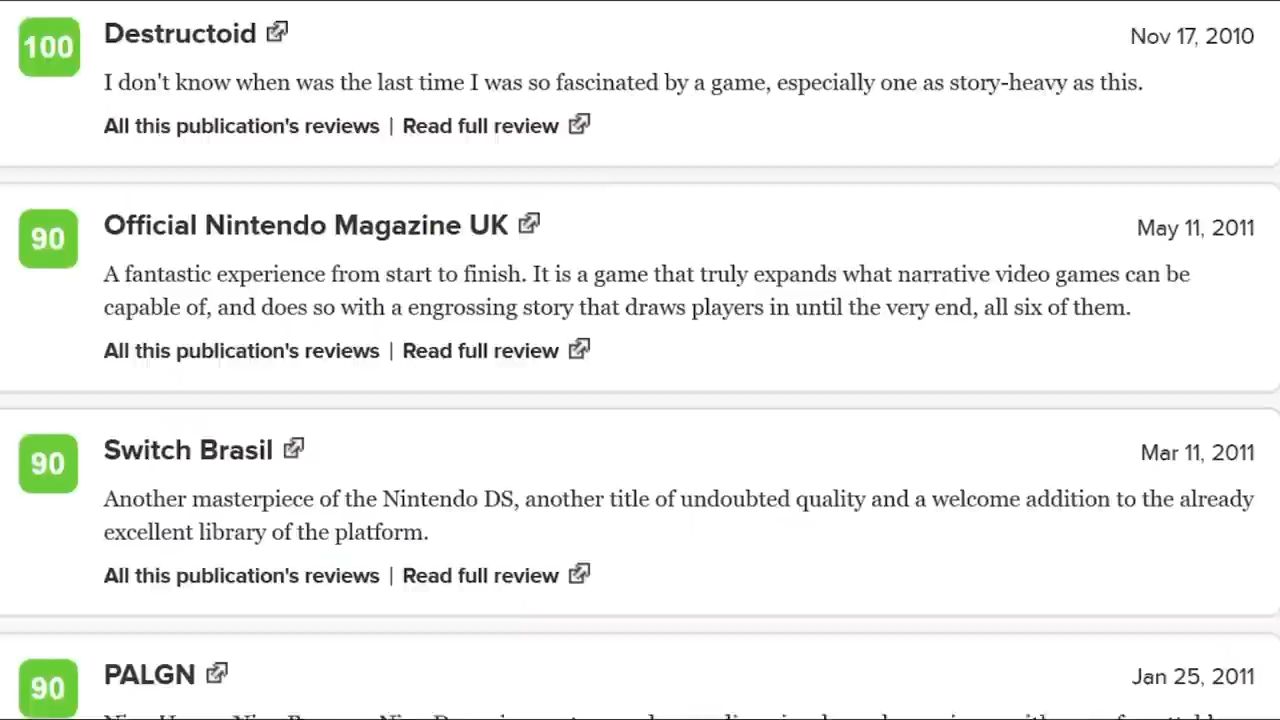 100 Destructoid Nov 17, 2010
I don't know when was the last time I was so fascinated by a game, especially one as story-heavy as this.
All this publication's reviews | Read full review
90 Official Nintendo Magazine UK May 11, 2011
A fantastic experience from start to finish. It is a game that truly expands what narrative video games can be
capable of, and does so with a engrossing story that draws players in until the very end, all six of them.
All this publication's reviews | Read full review
90 Switch Brasil Mar 11, 2011
Another masterpiece of the Nintendo DS, another title of undoubted quality and a welcome addition to the already
excellent library of the platform.
All this publication's reviews | Read full review
90 PALGN Jan 25, 2011